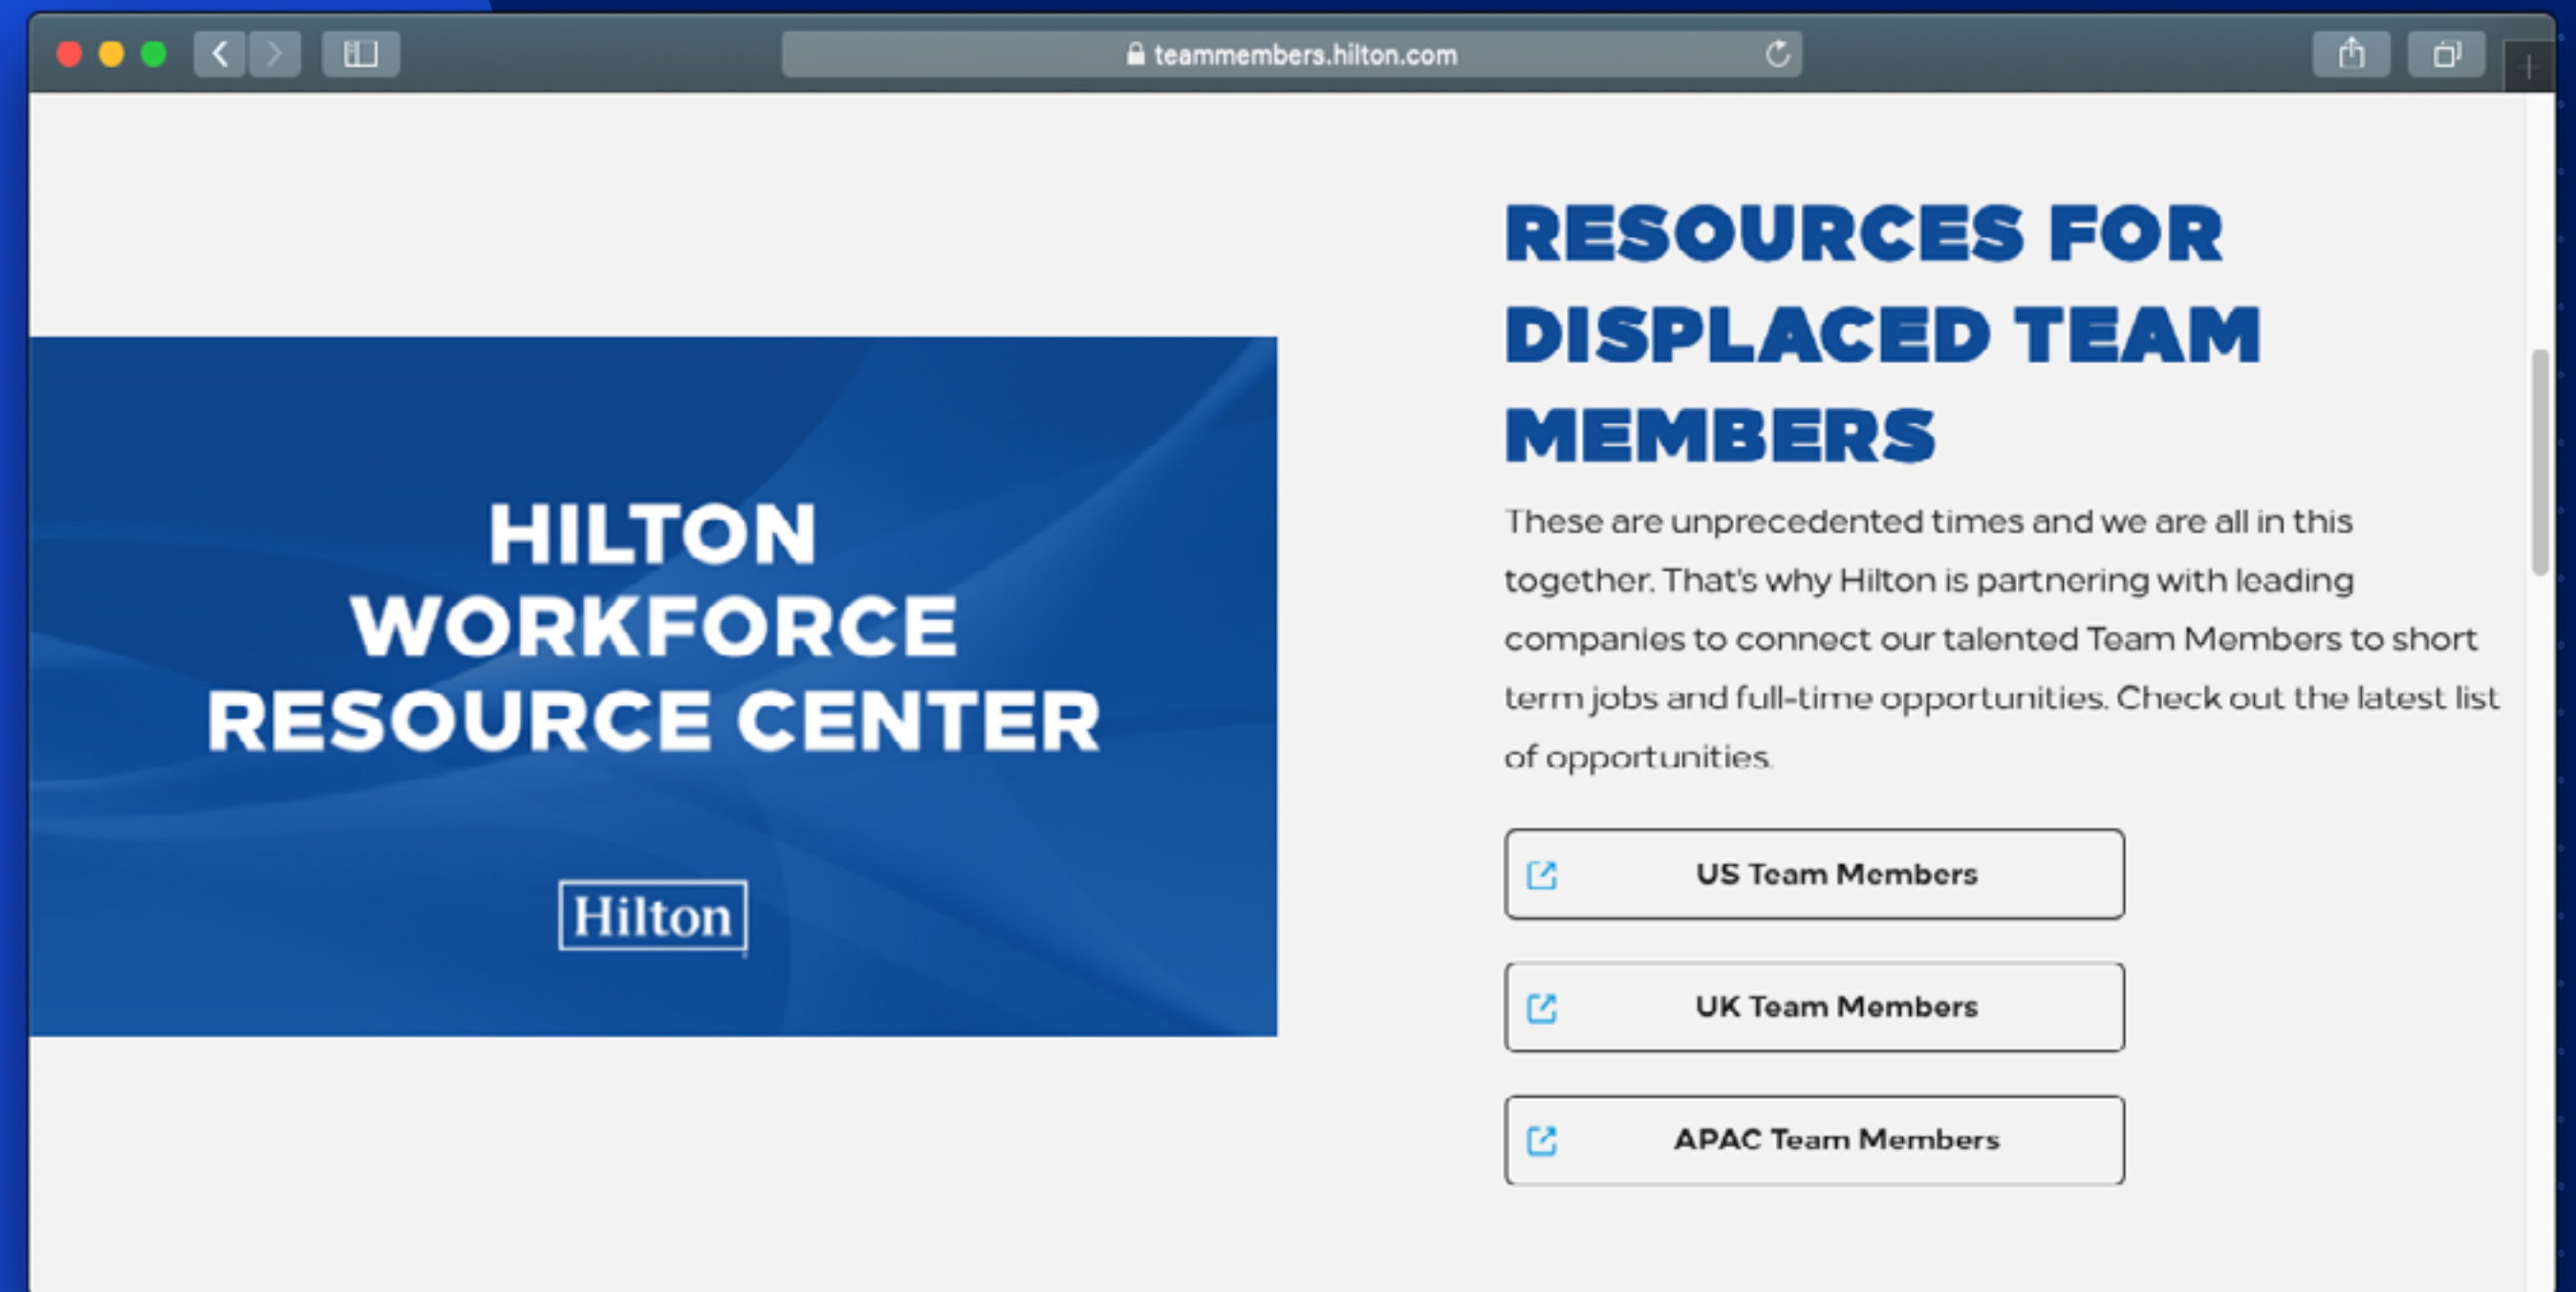 teammembers.hilton.com
HILTON
WORKFORCE
RESOURCE CENTER
Hilton
RESOURCES FOR
DISPLACED TEAM
MEMBERS
These are unprecedented times and we are all in this
together. That's why Hilton is partnering with leading
companies to connect our talented Team Members to short
term jobs and full-time opportunities. Check out the latest list
of opportunities.
US Team Members
UK Team Members
APAC Team Members